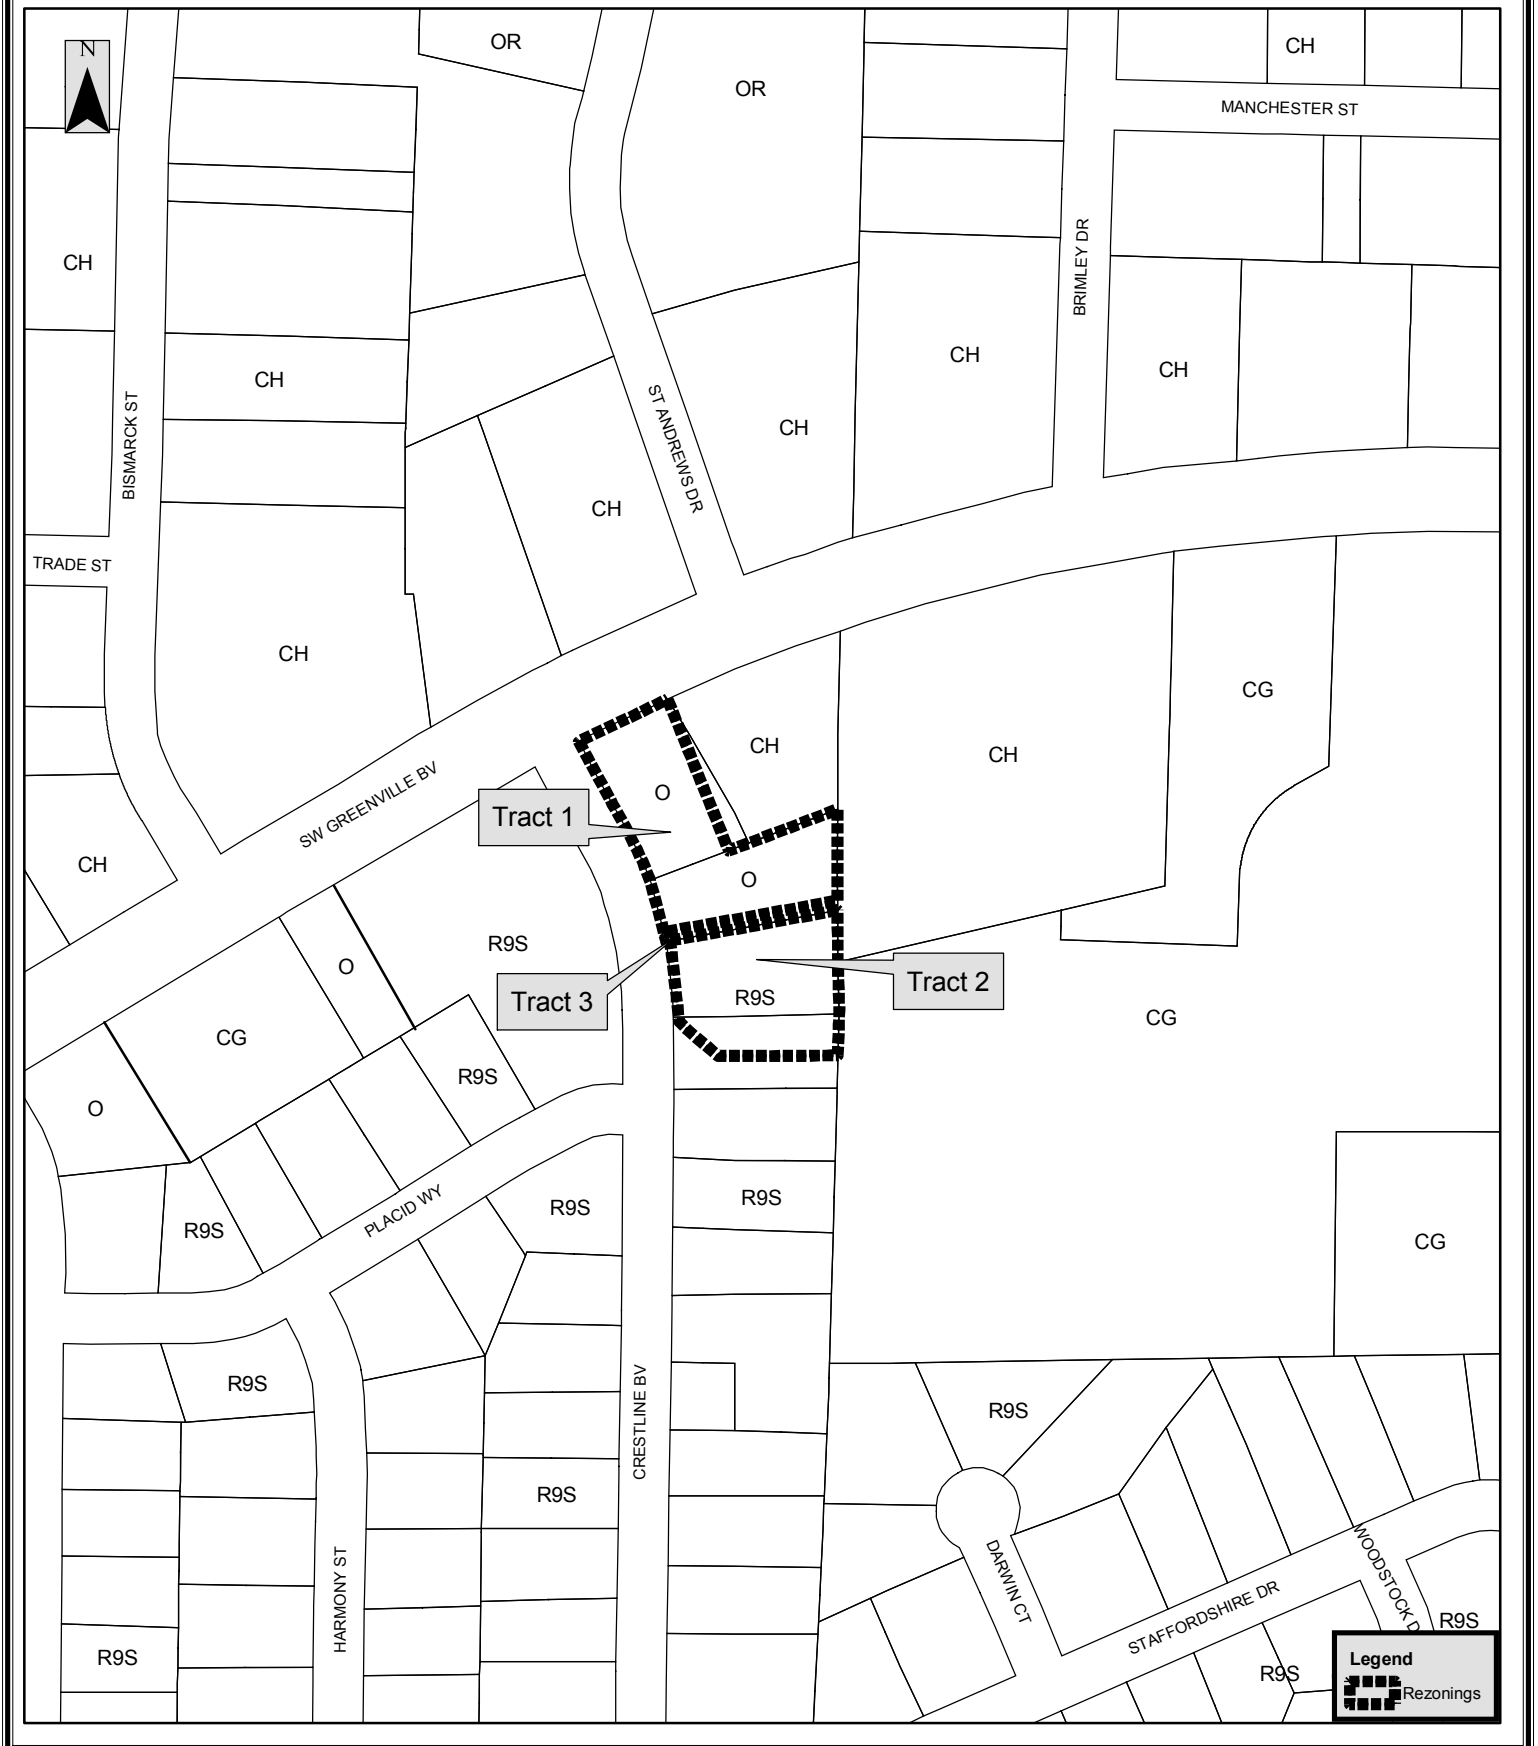 N
OR
CH
OR
MANCHESTER ST
CH
BRIMLEY DR
CH
CH
CH
BISMARCK ST
ST ANDREWS DR
CH
CH
TRADE ST
CH
CG
CH
CH
O
SW GREENVILLE BV
Tract 1
CH
O
R9S
O
Tract 2
Tract 3
R9S
CG
CG
R9S
O
R9S
PLACID WY
R9S
R9S
CG
R9S
R9S
CRESTLINE BV
R9S
HARMONY ST
DARWIN CT
WOODSTOCK D
STAFFORDSHIRE DR
R9S
R9S
R9S
Legend
Rezonings